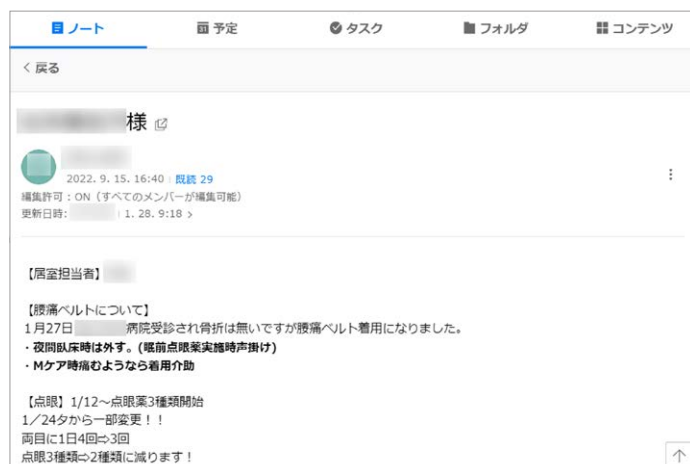 ノート 予定 タスク フォルダ コンテンツ
< 戻る
様
2022. 9. 15. 16:40 既読 29
編集許可:ON(すべてのメンバーが編集可能)
更新日時: 1. 28. 9:18 >
【居室担当者】
【腰痛ベルトについて】
1月27日 病院受診され骨折は無いですが腰痛ベルト着用になりました。
・夜間臥床時は外す。(眠前点眼薬実施時声掛け)
・Mケア時痛むようなら着用介助
【点眼】1/12~点眼薬3種類開始
1/24夕から一部変更!!
両目に1日4回⇨3回
点眼3種類⇨2種類に減ります!